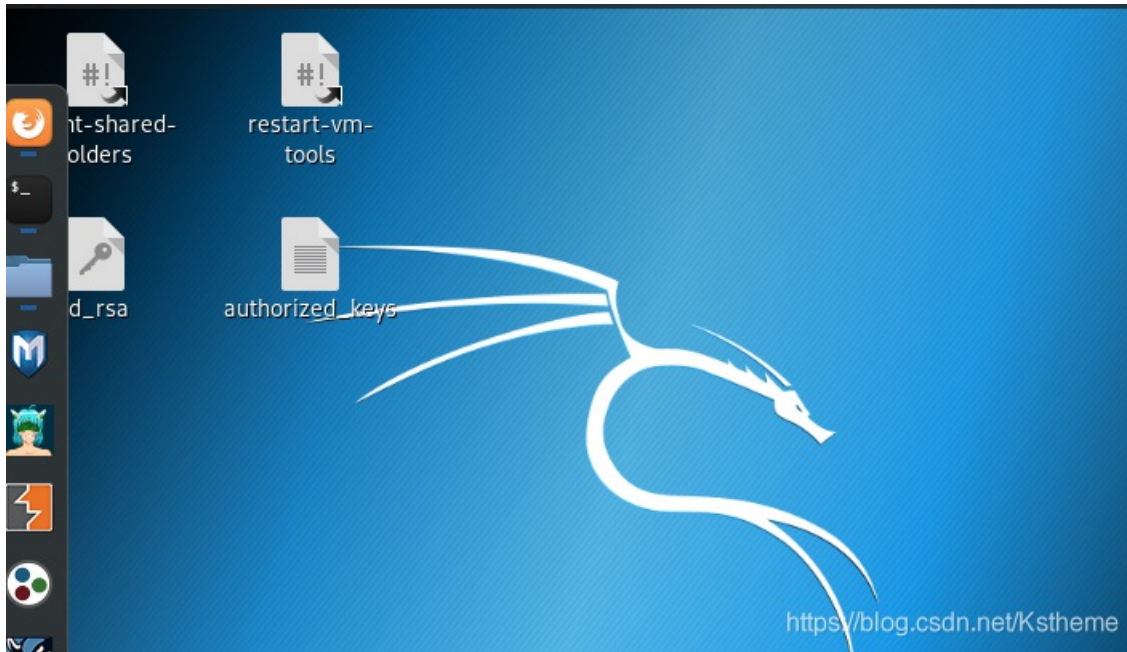 nt-shared-
olders
restart-vm-
tools
d_rsa
authorized_keys
#!
#!
$_
https://blog.csdn.net/Kstheme